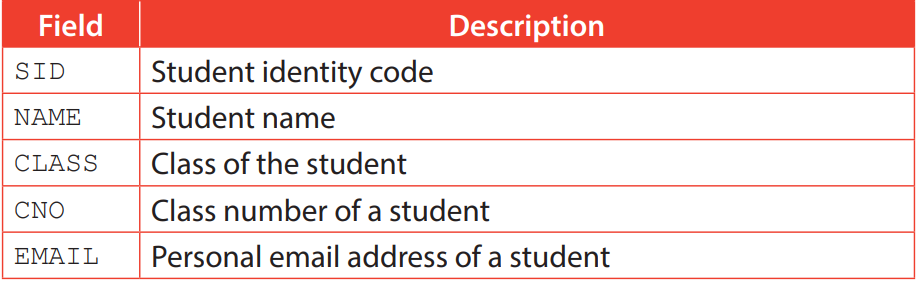 Field Description
SID Student identity code
NAME Student name
CLASS Class of the student
CNO Class number of a student
EMAIL Personal email address of a student